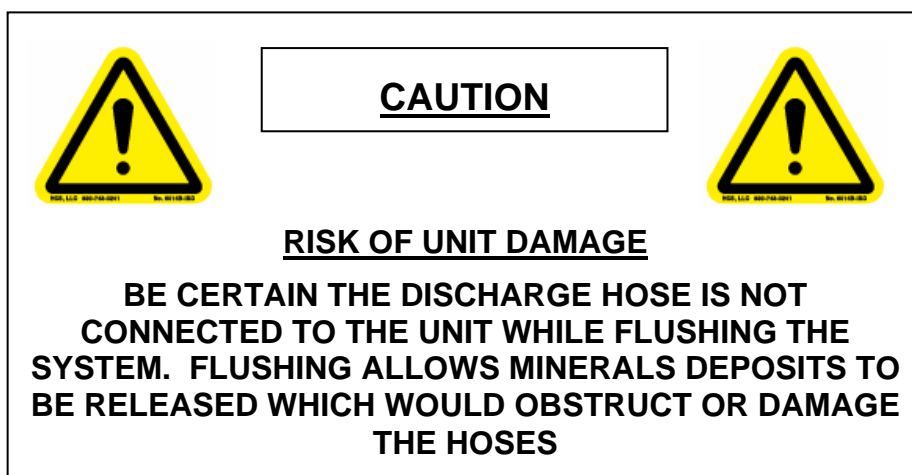 CAUTION
RISK OF UNIT DAMAGE
BE CERTAIN THE DISCHARGE HOSE IS NOT
CONNECTED TO THE UNIT WHILE FLUSHING THE
SYSTEM.  FLUSHING ALLOWS MINERALS DEPOSITS TO
BE RELEASED WHICH WOULD OBSTRUCT OR DAMAGE
THE HOSES